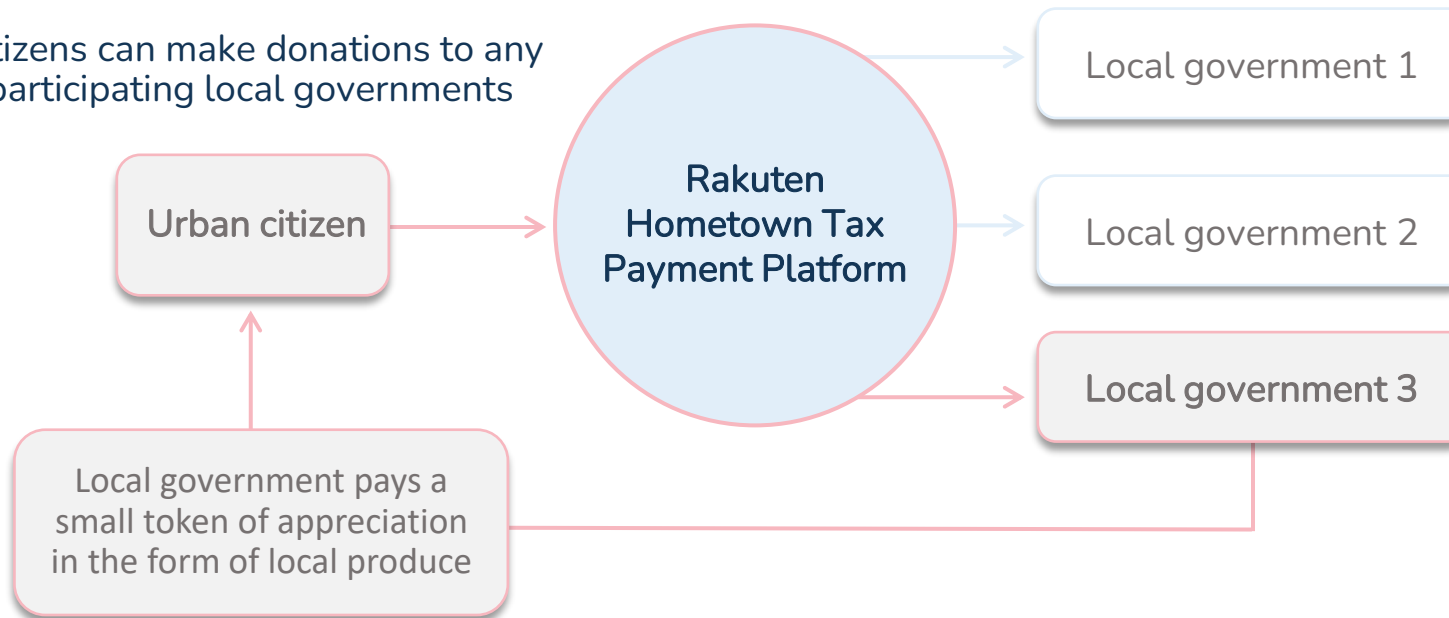 tizens can make donations to any
participating local governments
Urban citizen
Rakuten
Hometown Tax
Payment Platform
Local government 1
Local government 2
Local government 3
Local government pays a
small token of appreciation
in the form of local produce